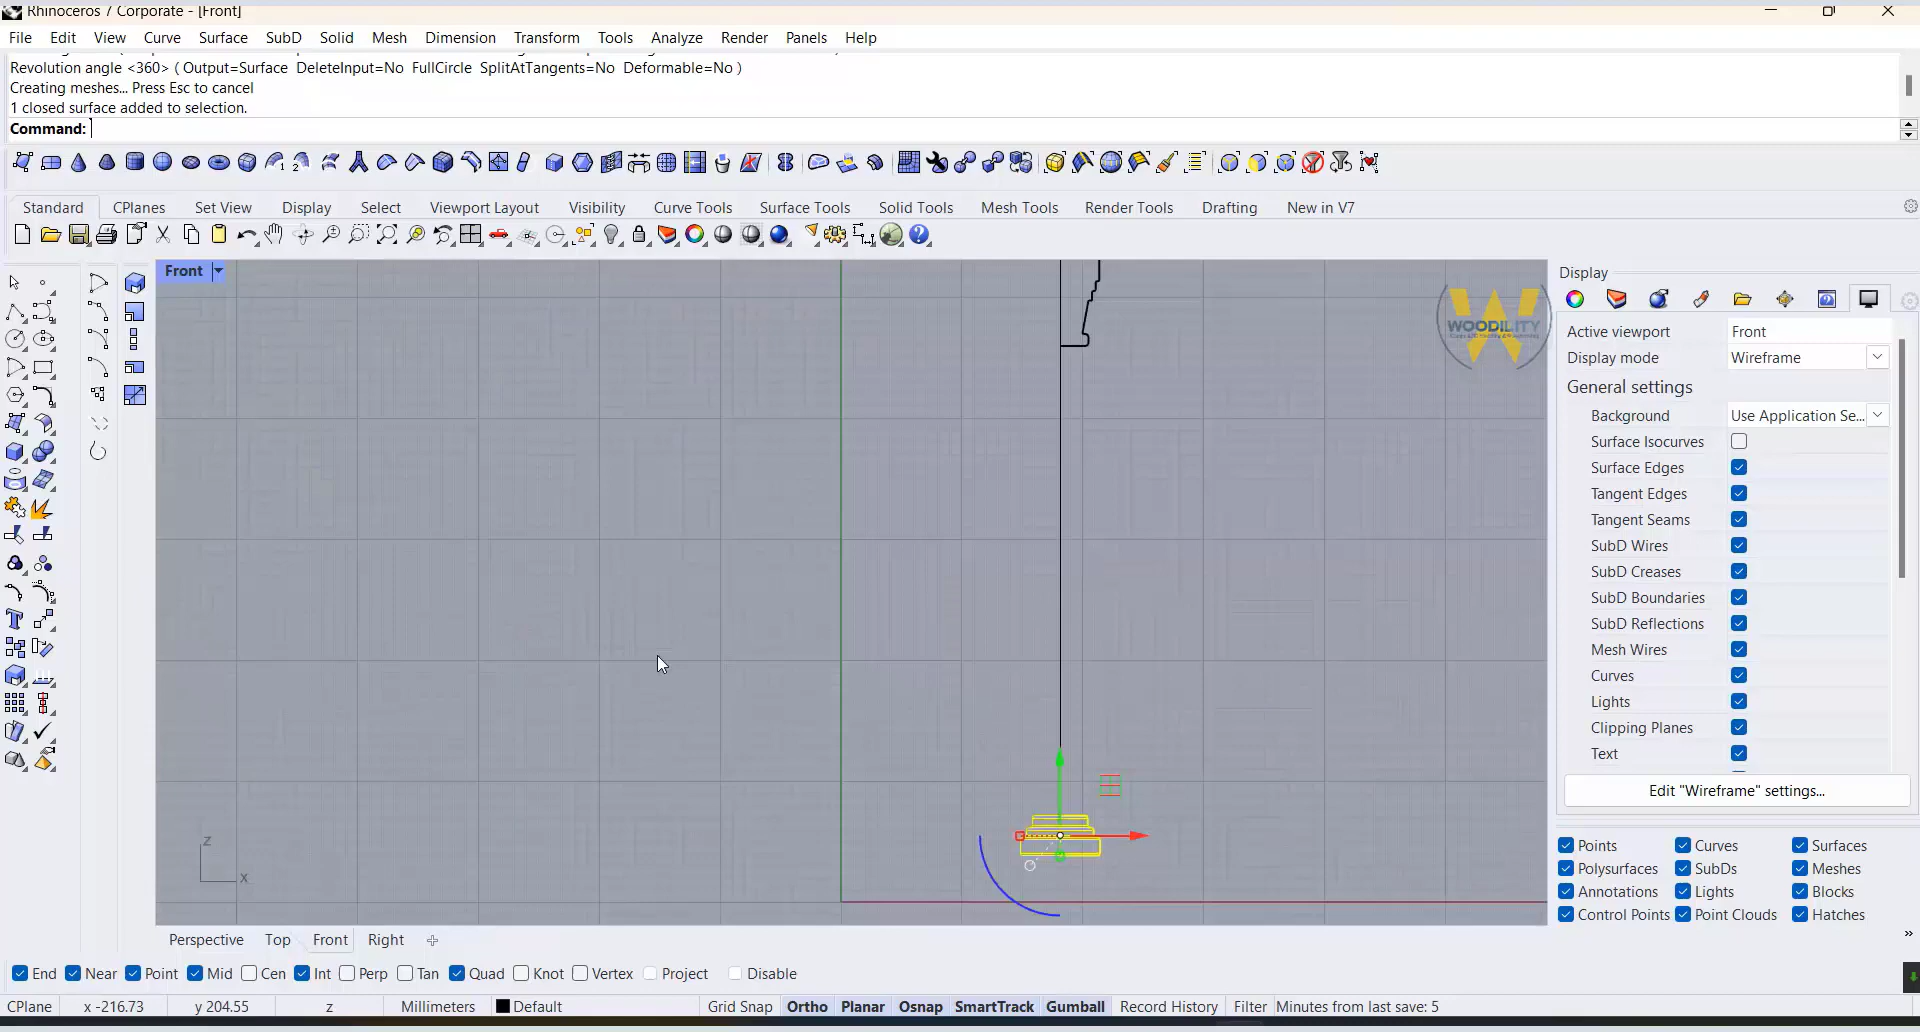 Rhinoceros 7 Corporate - [Front]
File Edit View Curve Surface SubD Solid Mesh Dimension Transform Tools Analyze Render Panels Help
Revolution angle <360> ( Output=Surface DeleteInput=No FullCircle SplitAtTangents=No Deformable=No )
Creating meshes... Press Esc to cancel
1 closed surface added to selection.
Command:
Standard CPlanes Set View Display Select Viewport Layout Visibility Curve Tools Surface Tools Solid Tools Mesh Tools Render Tools Drafting New in V7
Front
WOODILITY
Display
Active viewport Front
Display mode Wireframe
General settings
Background Use Application Se...
Surface Isocurves
Surface Edges
Tangent Edges
Tangent Seams
SubD Wires
SubD Creases
SubD Boundaries
SubD Reflections
Mesh Wires
Curves
Lights
Clipping Planes
Text
Edit "Wireframe" settings...
Points Curves Surfaces
Polysurfaces SubDs Meshes
Annotations Lights Blocks
Control Points Point Clouds Hatches
z
x
Perspective Top Front Right
End Near Point Mid Cen Int Perp Tan Quad Knot Vertex Project Disable
CPlane x -216.73 y 204.55 z Millimeters Default Grid Snap Ortho Planar Osnap SmartTrack Gumball Record History Filter Minutes from last save: 5